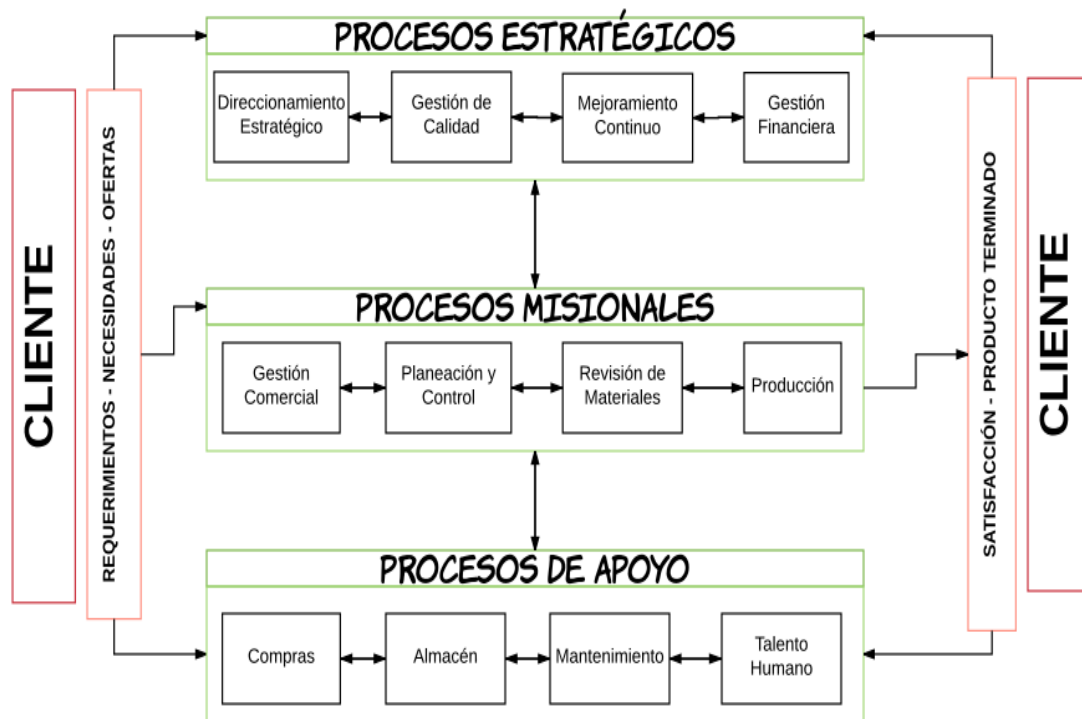 PROCESOS ESTRATÉGICOS
Direccionamiento
Estratégico
Gestión de
Calidad
Mejoramiento
Continuo
Gestión
Financiera
CLIENTE
REQUERIMIENTOS - NECESIDADES - OFERTAS
PROCESOS MISIONALES
Gestión
Comercial
Planeación y
Control
Revisión de
Materiales
Producción
SATISFACCIÓN - PRODUCTO TERMINADO
CLIENTE
PROCESOS DE APOYO
Compras
Almacén
Mantenimiento
Talento
Humano